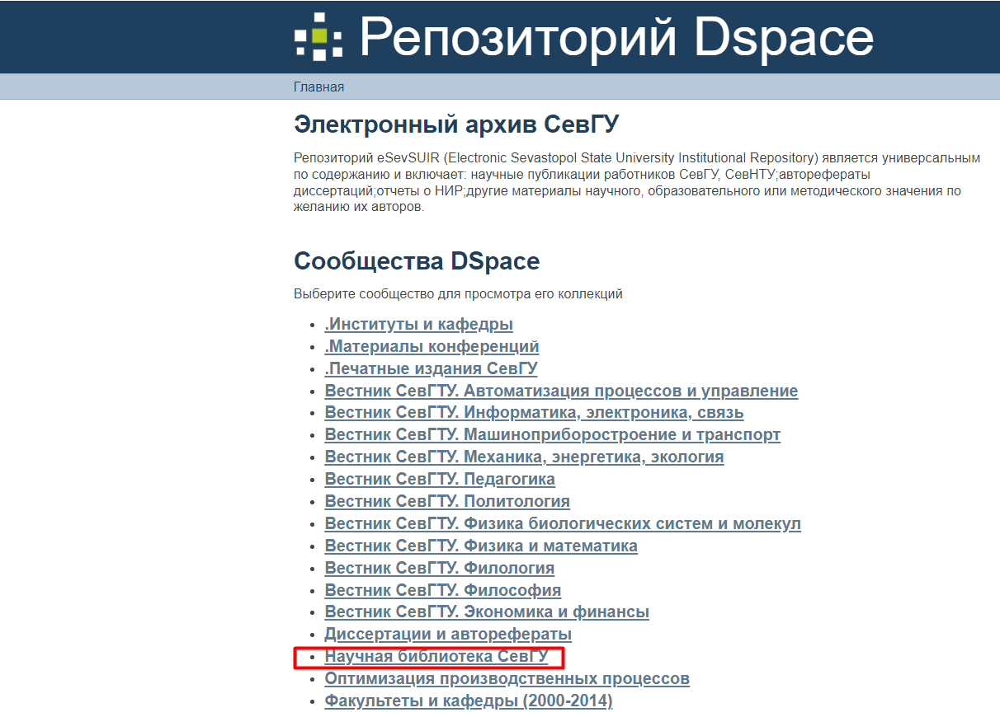 Репозиторий Dspace
Главная
Электронный архив СевГУ
Репозиторий eSevSUIR (Electronic Sevastopol State University Institutional Repository) является универсальным
по содержанию и включает: научные публикации работников СевГУ, СевНТУ;авторефераты
диссертаций;отчеты о НИР;другие материалы научного, образовательного или методического значения по
желанию их авторов.
Сообщества DSpace
Выберите сообщество для просмотра его коллекций
.Институты и кафедры
.Материалы конференций
.Печатные издания СевГУ
Вестник СевГТУ. Автоматизация процессов и управление
Вестник СевГТУ. Информатика, электроника, связь
Вестник СевГТУ. Машиноприборостроение и транспорт
Вестник СевГТУ. Механика, энергетика, экология
Вестник СевГТУ. Педагогика
Вестник СевГТУ. Политология
Вестник СевГТУ. Физика биологических систем и молекул
Вестник СевГТУ. Физика и математика
Вестник СевГТУ. Филология
Вестник СевГТУ. Философия
Вестник СевГТУ. Экономика и финансы
Диссертации и авторефераты
Научная библиотека СевГУ
Оптимизация производственных процессов
Факультеты и кафедры (2000-2014)